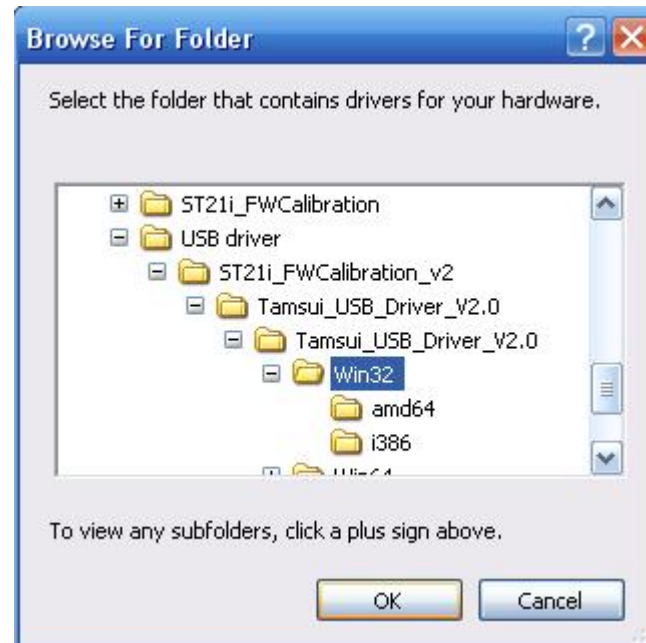 Browse For Folder
Select the folder that contains drivers for your hardware.
ST21i_FWCalibration
USB driver
ST21i_FWCalibration_v2
Tamsui_USB_Driver_V2.0
Tamsui_USB_Driver_V2.0
Win32
amd64
i386
Win64
To view any subfolders, click a plus sign above.
OK Cancel